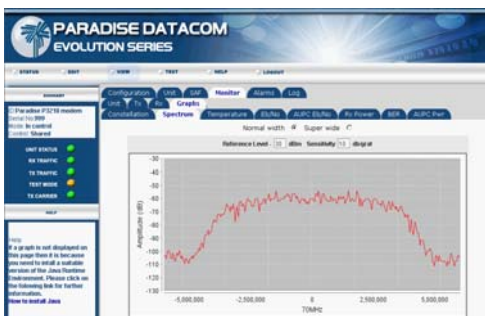 PARADISE DATACOM
EVOLUTION SERIES
STATUS EDIT VIEW TEST HELP LOGOUT
SUMMARY
C:Paradise P3210 modem
Serial No:999
Mode: In control
Control: Shared
UNIT STATUS
RX TRAFFIC
TX TRAFFIC
TEST MODE
TX CARRIER
HELP
Help
If a graph is not displayed on
this page then it is because
you need to intall a suitable
version of the Java Runtime
Environment. Please click on
the following link for further
information.
How to install Java
Configuration Unit SAF Monitor Alarms Log
Unit Tx Rx Graphs
Constellation Spectrum Temperature Eb/No AUPC Eb/No Rx Power BER AUPC Pwr
Normal width Super wide
Reference Level - 30 dBm Sensitivity 10 db/grat
Amplitude (dB)
-30
-40
-50
-60
-70
-80
-90
-100
-110
-120
-130
-5,000,000 -2,500,000 0 2,500,000 5,000,000
70MHz